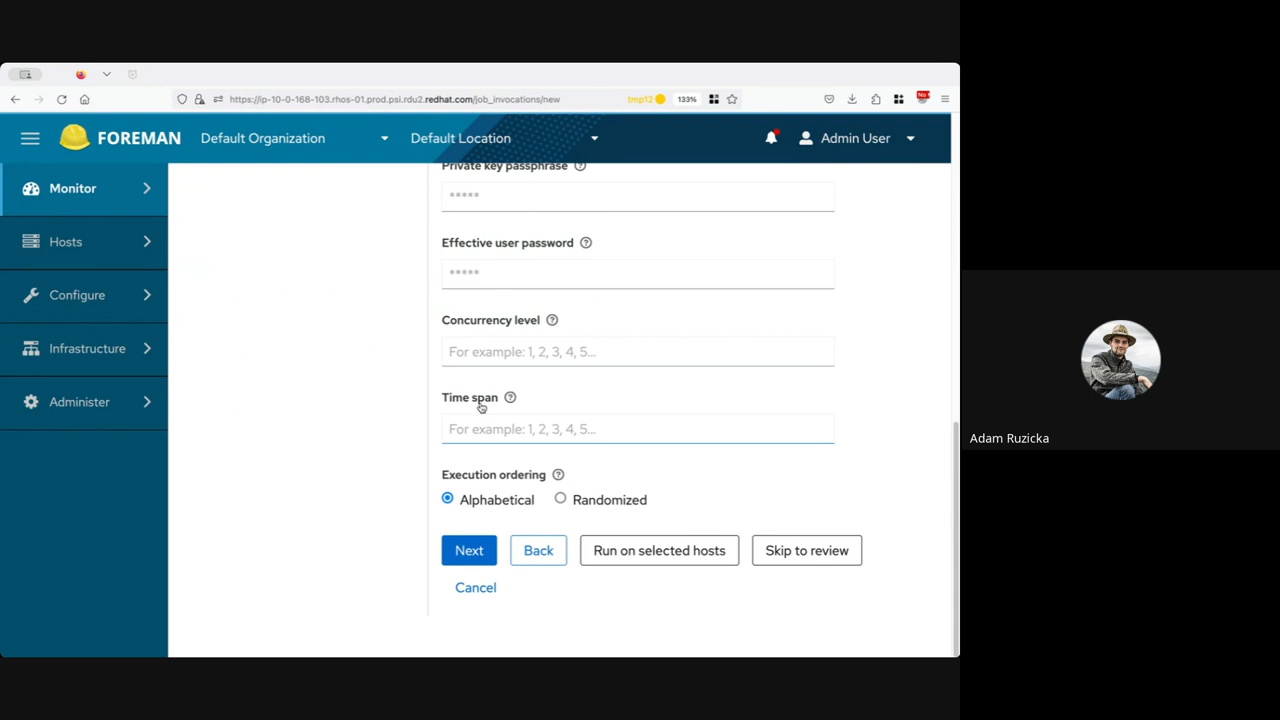 https://ip-10-0-168-103.rhos-01.prod.psi.rdu2.redhat.com/job_invocations/new
tmp12
133%
No
FOREMAN
Default Organization
Default Location
Admin User
Monitor
Hosts
Configure
Infrastructure
Administer
Private key passphrase
*****
Effective user password
*****
Concurrency level
For example: 1, 2, 3, 4, 5...
Time span
For example: 1, 2, 3, 4, 5...
Execution ordering
Alphabetical
Randomized
Next
Back
Run on selected hosts
Skip to review
Cancel
Adam Ruzicka